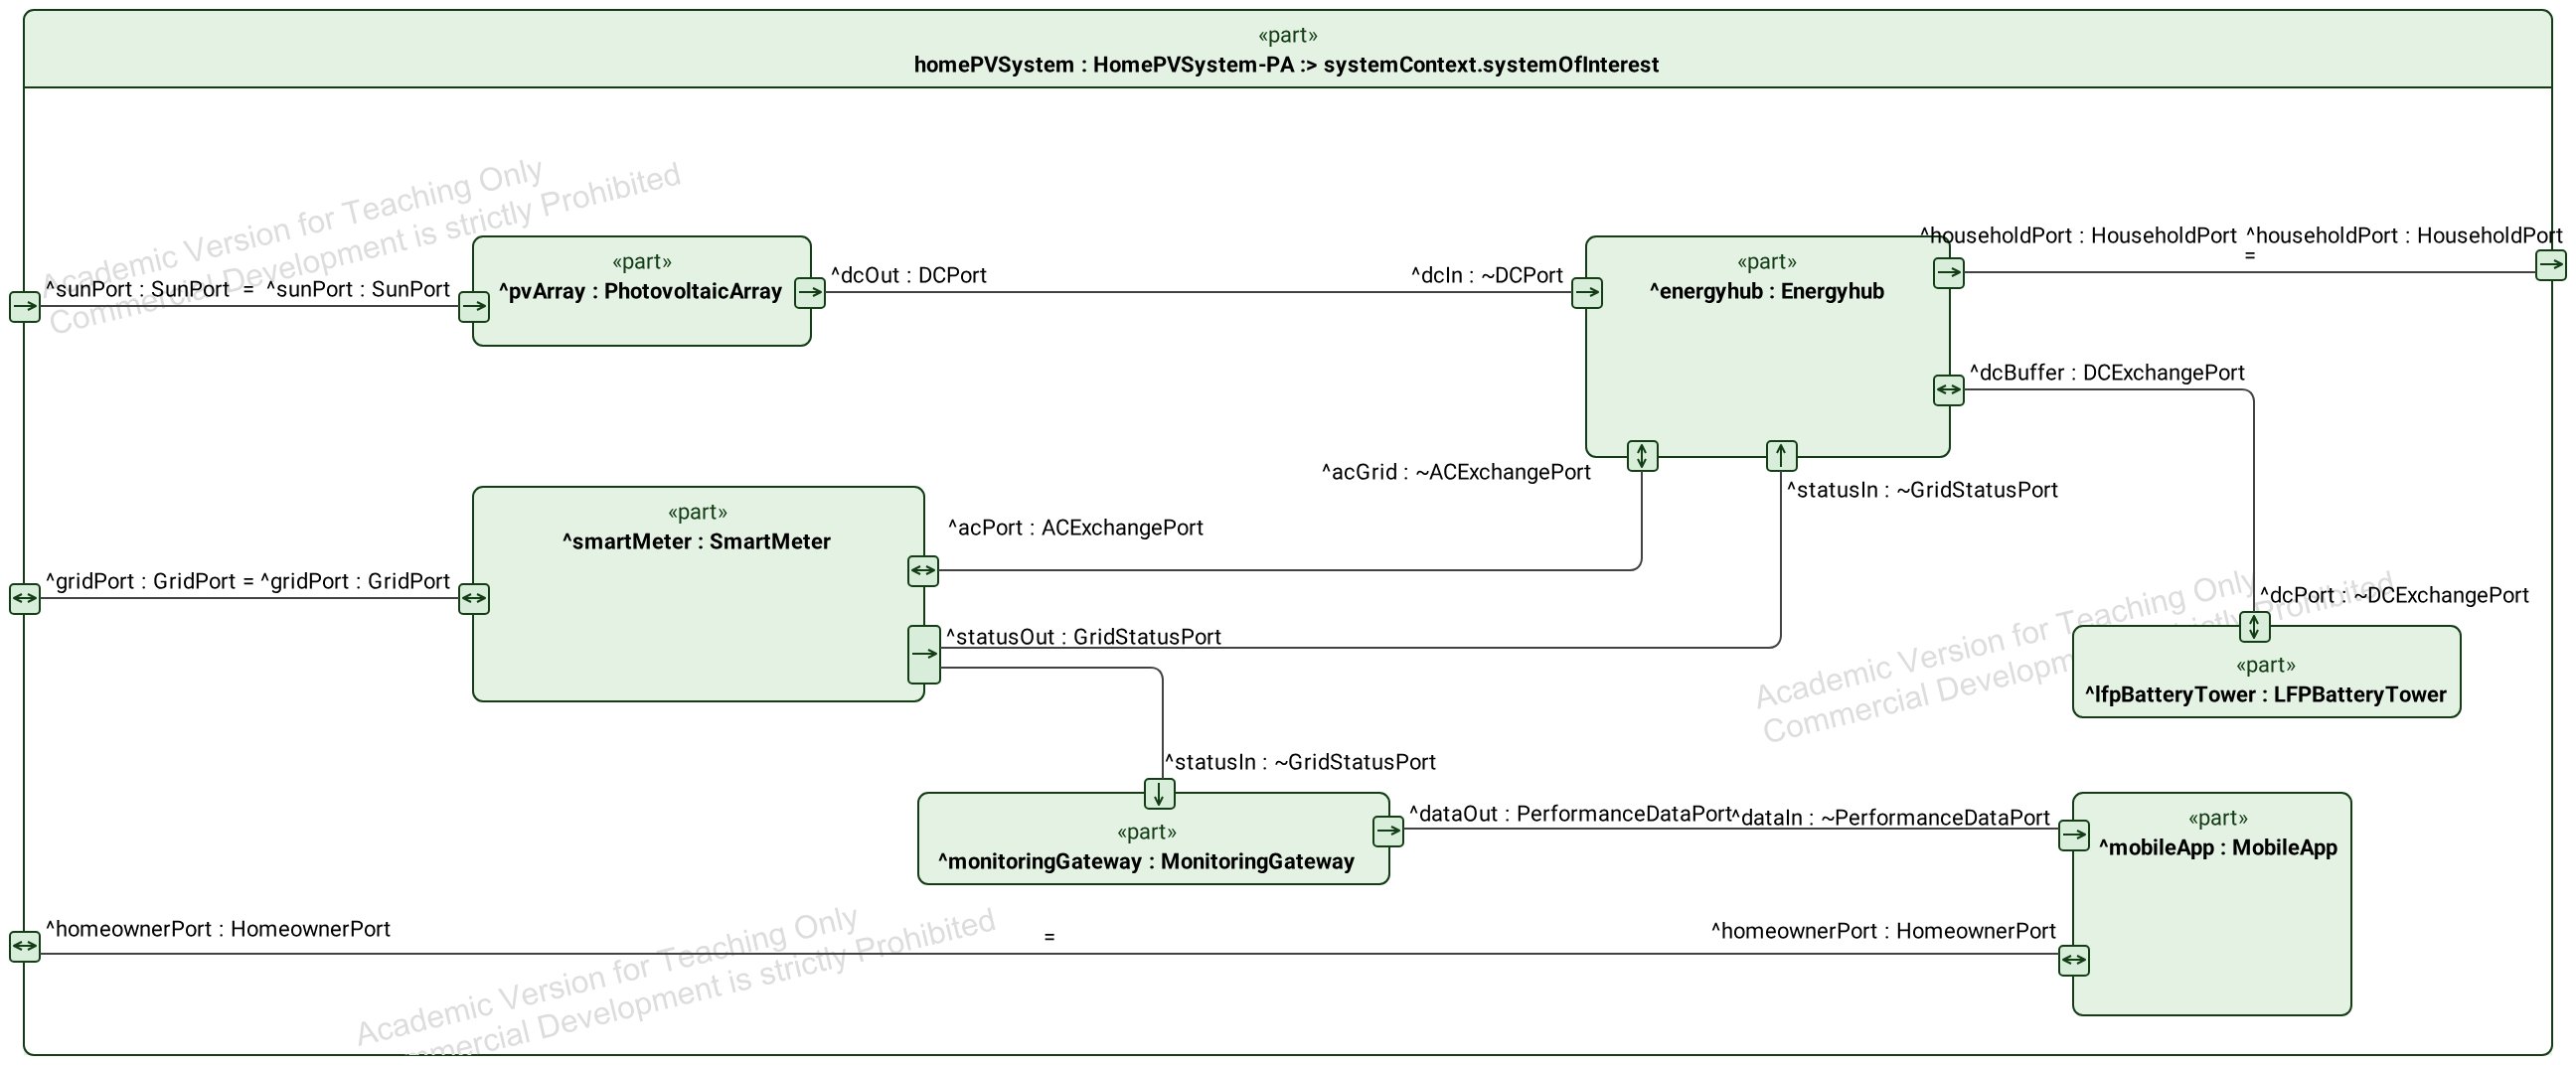 «part»
homePVSystem : HomePVSystem-PA :> systemContext.systemOfInterest
Academic Version for Teaching Only
Commercial Development is strictly Prohibited
^sunPort : SunPort = ^sunPort : SunPort
«part»
^pvArray : PhotovoltaicArray
^dcOut : DCPort
^dcIn : ~DCPort
«part»
^energyhub : Energyhub
^householdPort : HouseholdPort ^householdPort : HouseholdPort
=
^dcBuffer : DCExchangePort
^acGrid : ~ACExchangePort
^statusIn : ~GridStatusPort
«part»
^smartMeter : SmartMeter
^acPort : ACExchangePort
^gridPort : GridPort = ^gridPort : GridPort
^statusOut : GridStatusPort
^dcPort : ~DCExchangePort
Academic Version for Teaching Only
Commercial Developm ictly Prohibited
«part»
^lfpBatteryTower : LFPBatteryTower
^statusIn : ~GridStatusPort
«part»
^monitoringGateway : MonitoringGateway
^dataOut : PerformanceDataPort
^dataIn : ~PerformanceDataPort
«part»
^mobileApp : MobileApp
^homeownerPort : HomeownerPort
=
^homeownerPort : HomeownerPort
Academic Version for Teaching Only
mmercial Development is strictly Prohibited